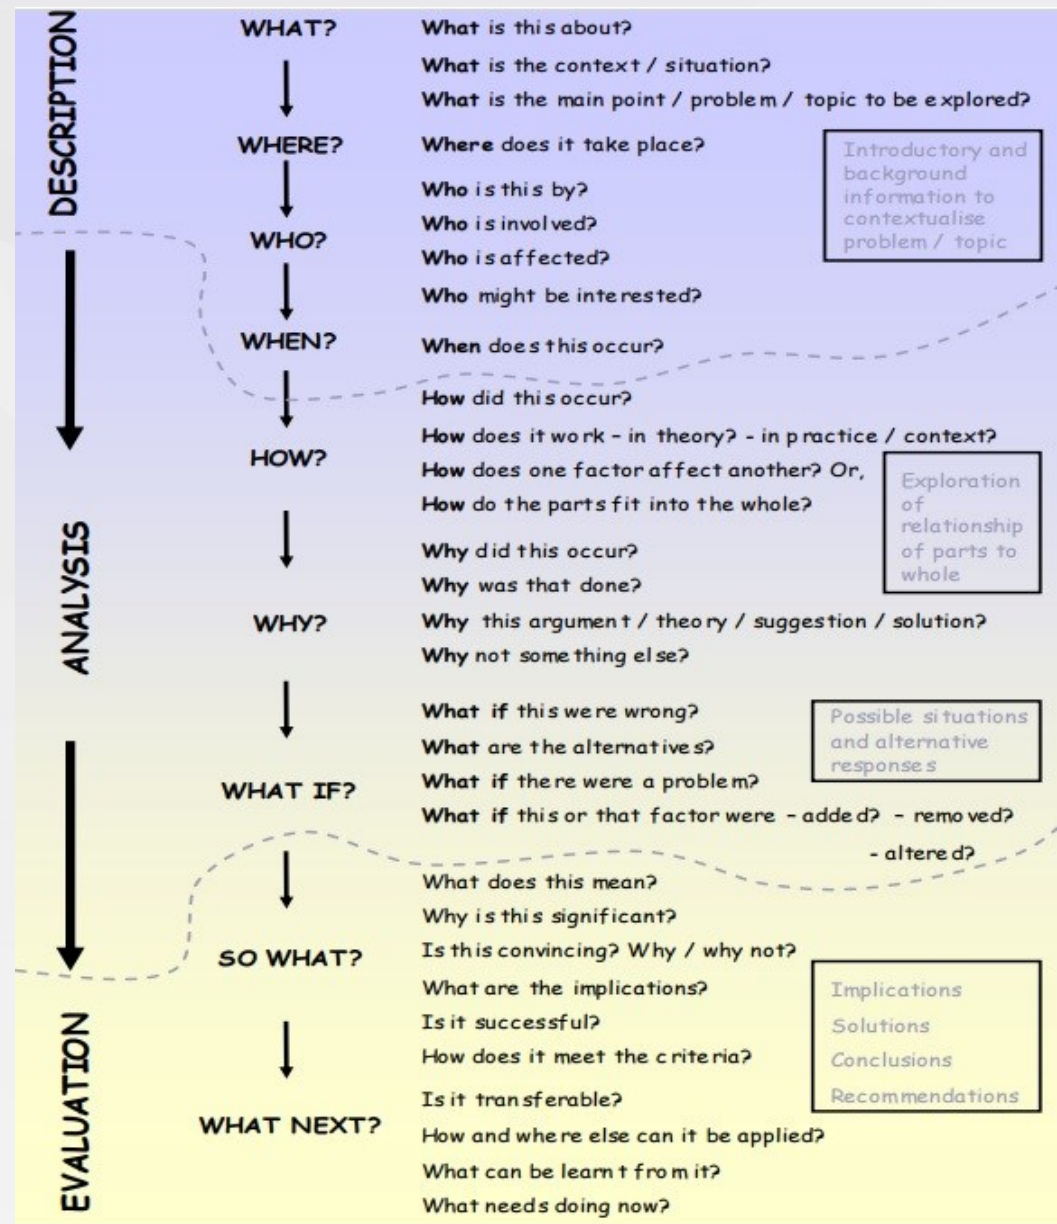 DESCRIPTION
WHAT?
What is this about?
What is the context / situation?
What is the main point / problem / topic to be explored?
WHERE?
Where does it take place?
Introductory and
background
information to
contextualise
problem / topic
WHO?
Who is this by?
Who is involved?
Who is affected?
Who might be interested?
WHEN?
When does this occur?
ANALYSIS
HOW?
How did this occur?
How does it work - in theory? - in practice / context?
How does one factor affect another? Or,
How do the parts fit into the whole?
Exploration
of
relationship
of parts to
whole
WHY?
Why did this occur?
Why was that done?
Why this argument / theory / suggestion / solution?
Why not something else?
WHAT IF?
What if this were wrong?
What are the alternatives?
What if there were a problem?
What if this or that factor were - added? - removed?
- altered?
Possible situations
and alternative
responses
EVALUATION
SO WHAT?
What does this mean?
Why is this significant?
Is this convincing? Why / why not?
What are the implications?
Is it successful?
How does it meet the criteria?
Implications
Solutions
Conclusions
Recommendations
WHAT NEXT?
Is it transferable?
How and where else can it be applied?
What can be learnt from it?
What needs doing now?